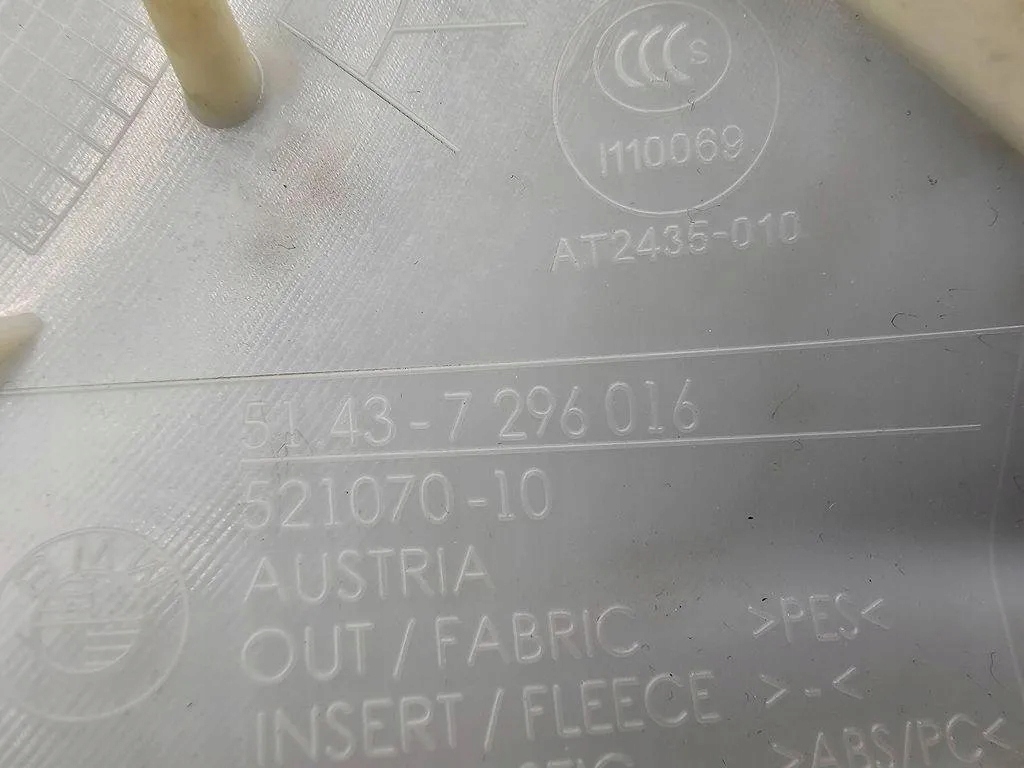 CCC S
I110069
AT2435-010
51.43-7 296 016
521070-10
AUSTRIA
OUT / FABRIC >PES<
INSERT / FLEECE >-<
>ABS/PC<